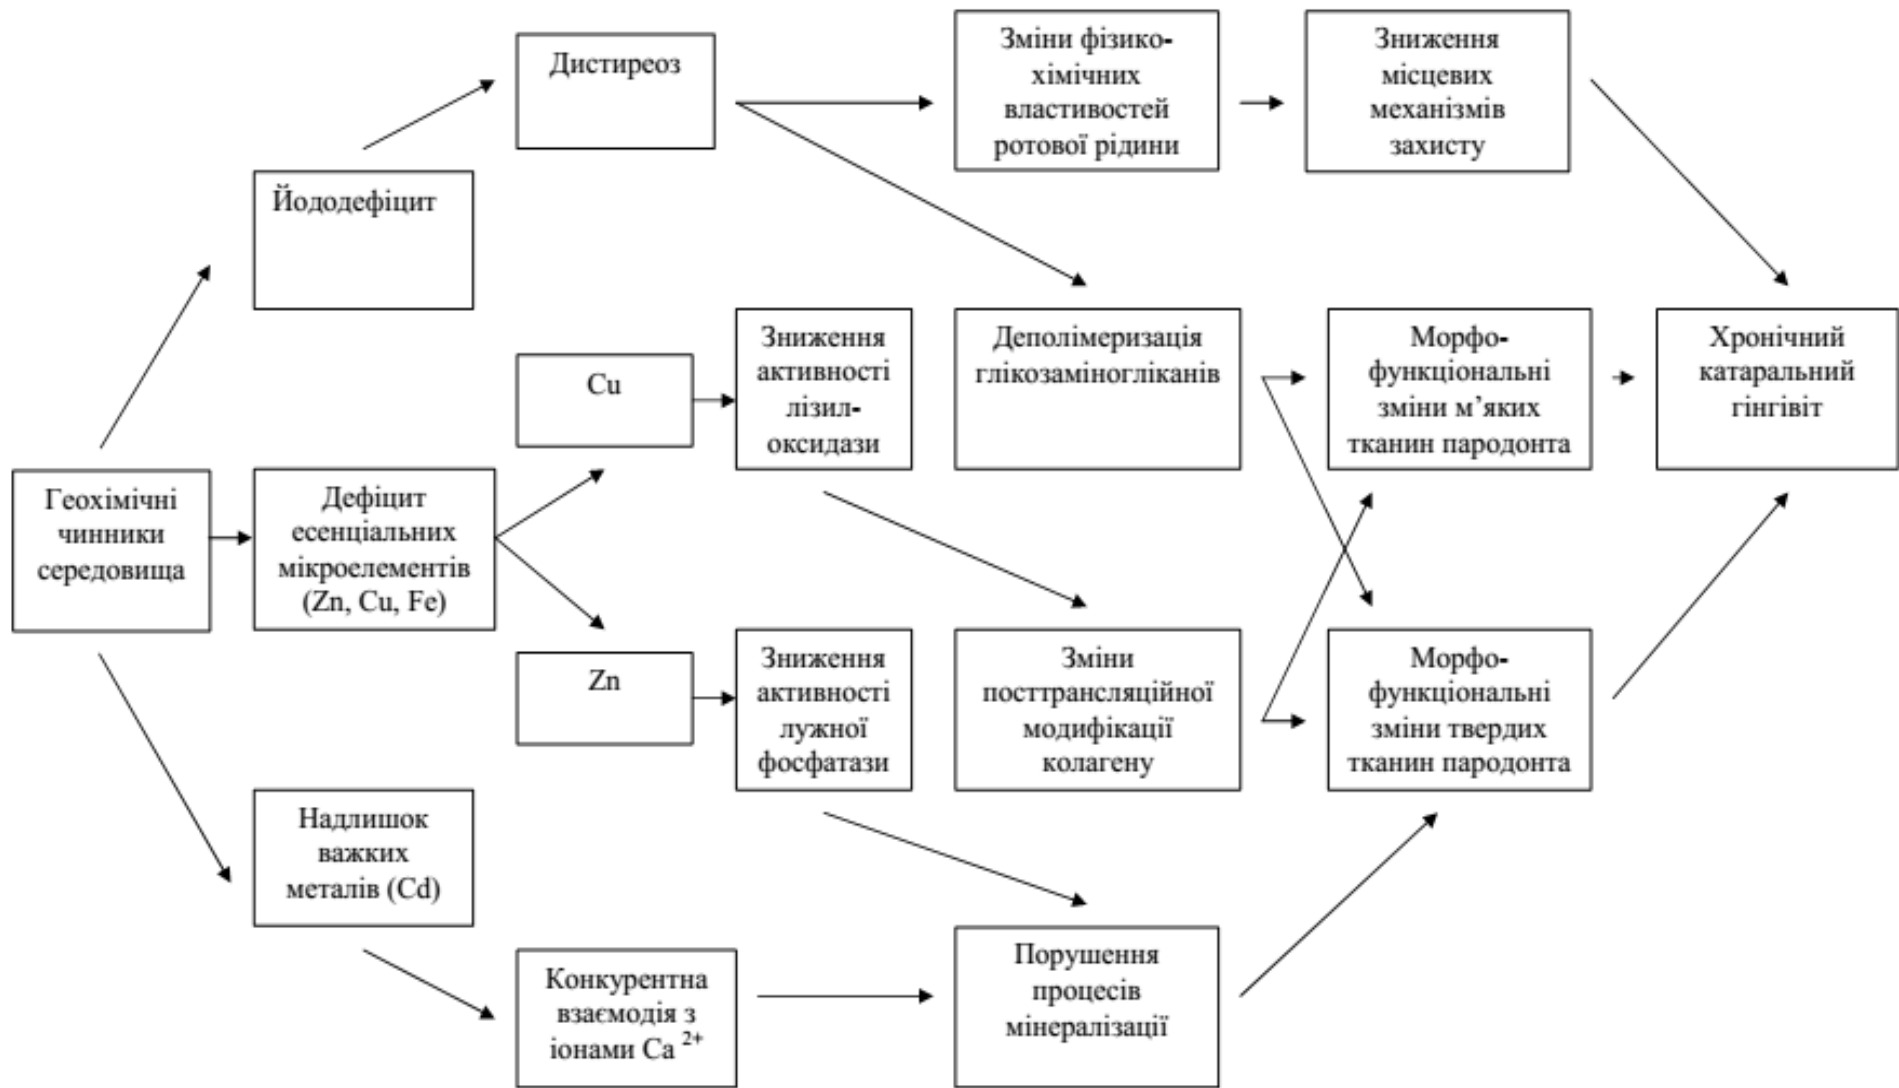 Дистиреоз
Зміни фізико-
хімічних
властивостей
ротової рідини
Зниження
місцевих
механізмів
захисту
Йододефіцит
Cu
Зниження
активності
лізил-
оксидази
Деполімеризація
глікозаміногліканів
Морфо-
функціональні
зміни м’яких
тканин пародонта
Хронічний
катаральний
гінгівіт
Геохімічні
чинники
середовища
Дефіцит
есенціальних
мікроелементів
(Zn, Cu, Fe)
Zn
Зниження
активності
лужної
фосфатази
Зміни
посттрансляційної
модифікації
колагену
Морфо-
функціональні
зміни твердих
тканин пародонта
Надлишок
важких
металів (Cd)
Конкурентна
взаємодія з
іонами Ca ²⁺
Порушення
процесів
мінералізації